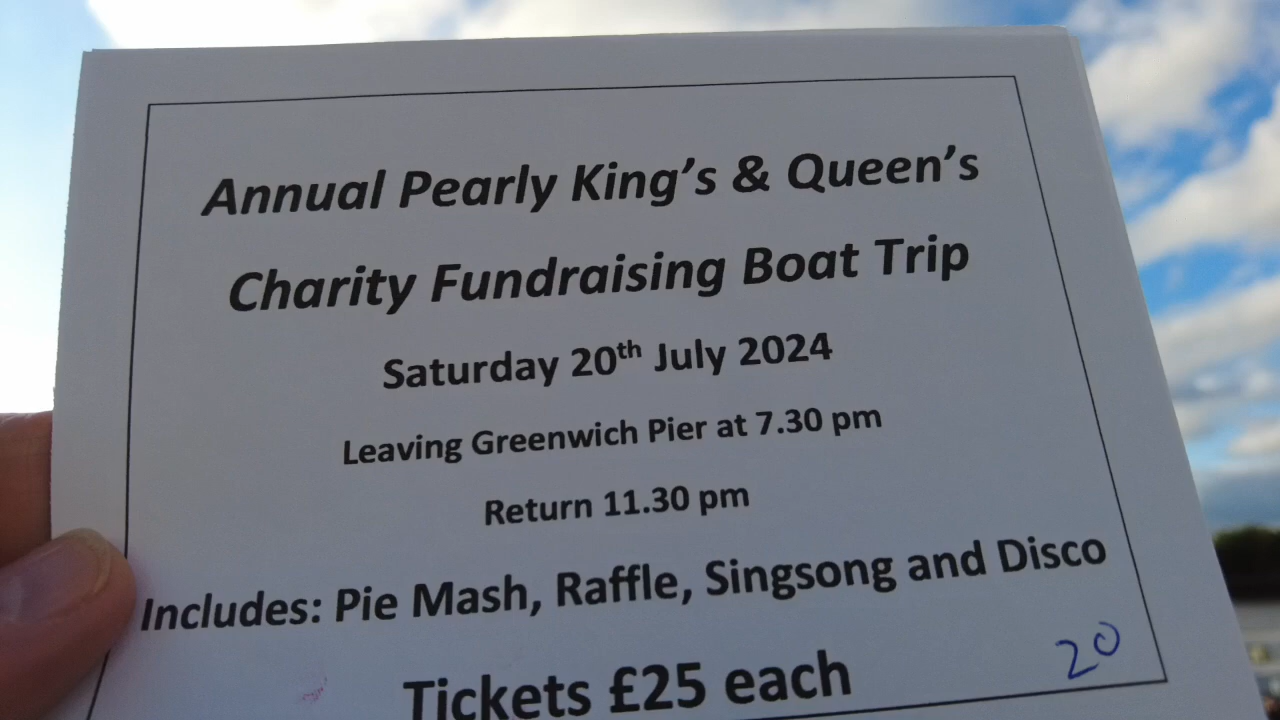 Annual Pearly King's & Queen's
Charity Fundraising Boat Trip
Saturday 20th July 2024
Leaving Greenwich Pier at 7.30 pm
Return 11.30 pm
Includes: Pie Mash, Raffle, Singsong and Disco
Tickets £25 each
20